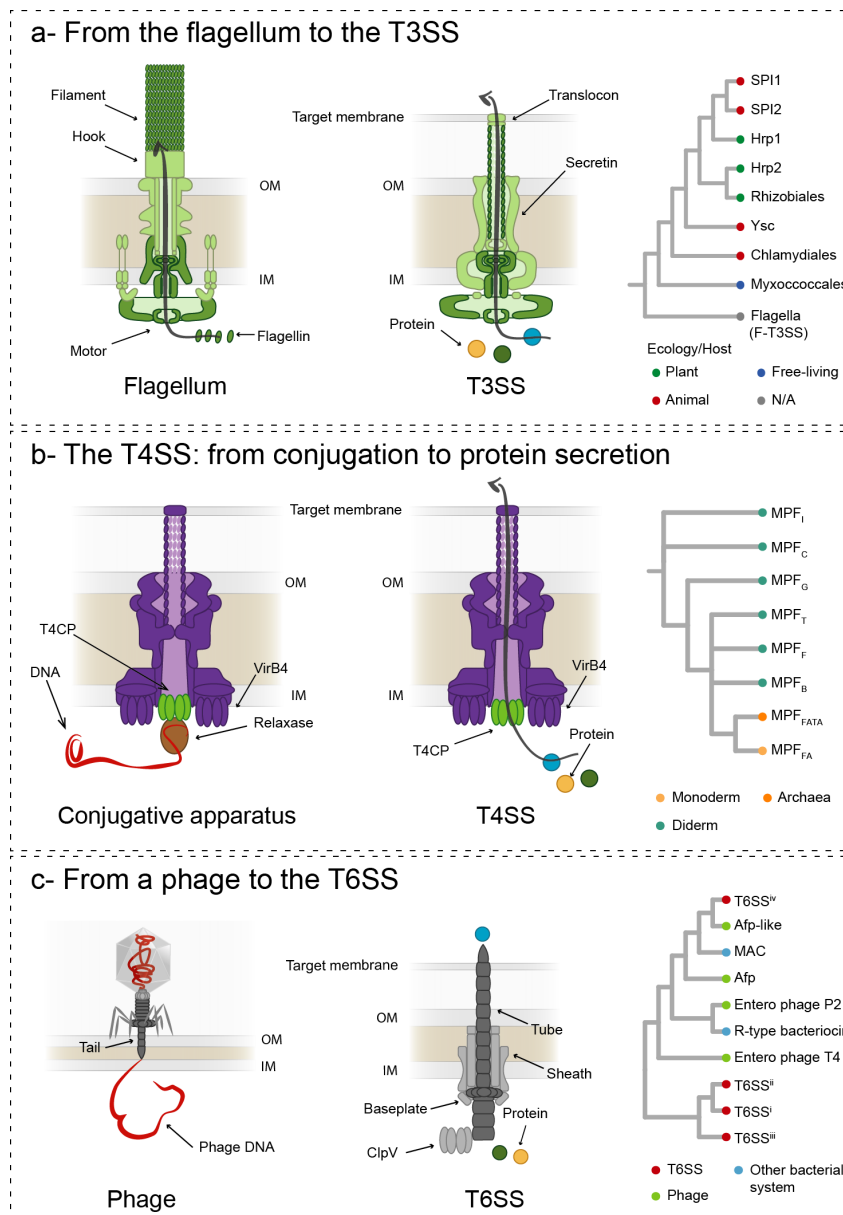 a- From the flagellum to the T3SS
Filament
Hook
OM
IM
Motor
Flagellin
Flagellum
Target membrane
Translocon
OM
Secretin
IM
Protein
T3SS
SPI1
SPI2
Hrp1
Hrp2
Rhizobiales
Ysc
Chlamydiales
Myxoccoccales
Flagella
(F-T3SS)
Ecology/Host
Plant
Free-living
Animal
N/A
b- The T4SS: from conjugation to protein secretion
Target membrane
OM
T4CP
DNA
VirB4
IM
Relaxase
Conjugative apparatus
OM
IM
VirB4
T4CP
Protein
T4SS
MPFI
MPFC
MPFG
MPFT
MPFF
MPFB
MPFFATA
MPFFA
Monoderm
Archaea
Diderm
c- From a phage to the T6SS
Tail
OM
IM
Phage DNA
Phage
Target membrane
OM
Tube
IM
Sheath
Baseplate
Protein
ClpV
T6SS
T6SSiv
Afp-like
MAC
Afp
Entero phage P2
R-type bacteriocin
Entero phage T4
T6SSii
T6SSi
T6SSiii
T6SS
Other bacterial
system
Phage